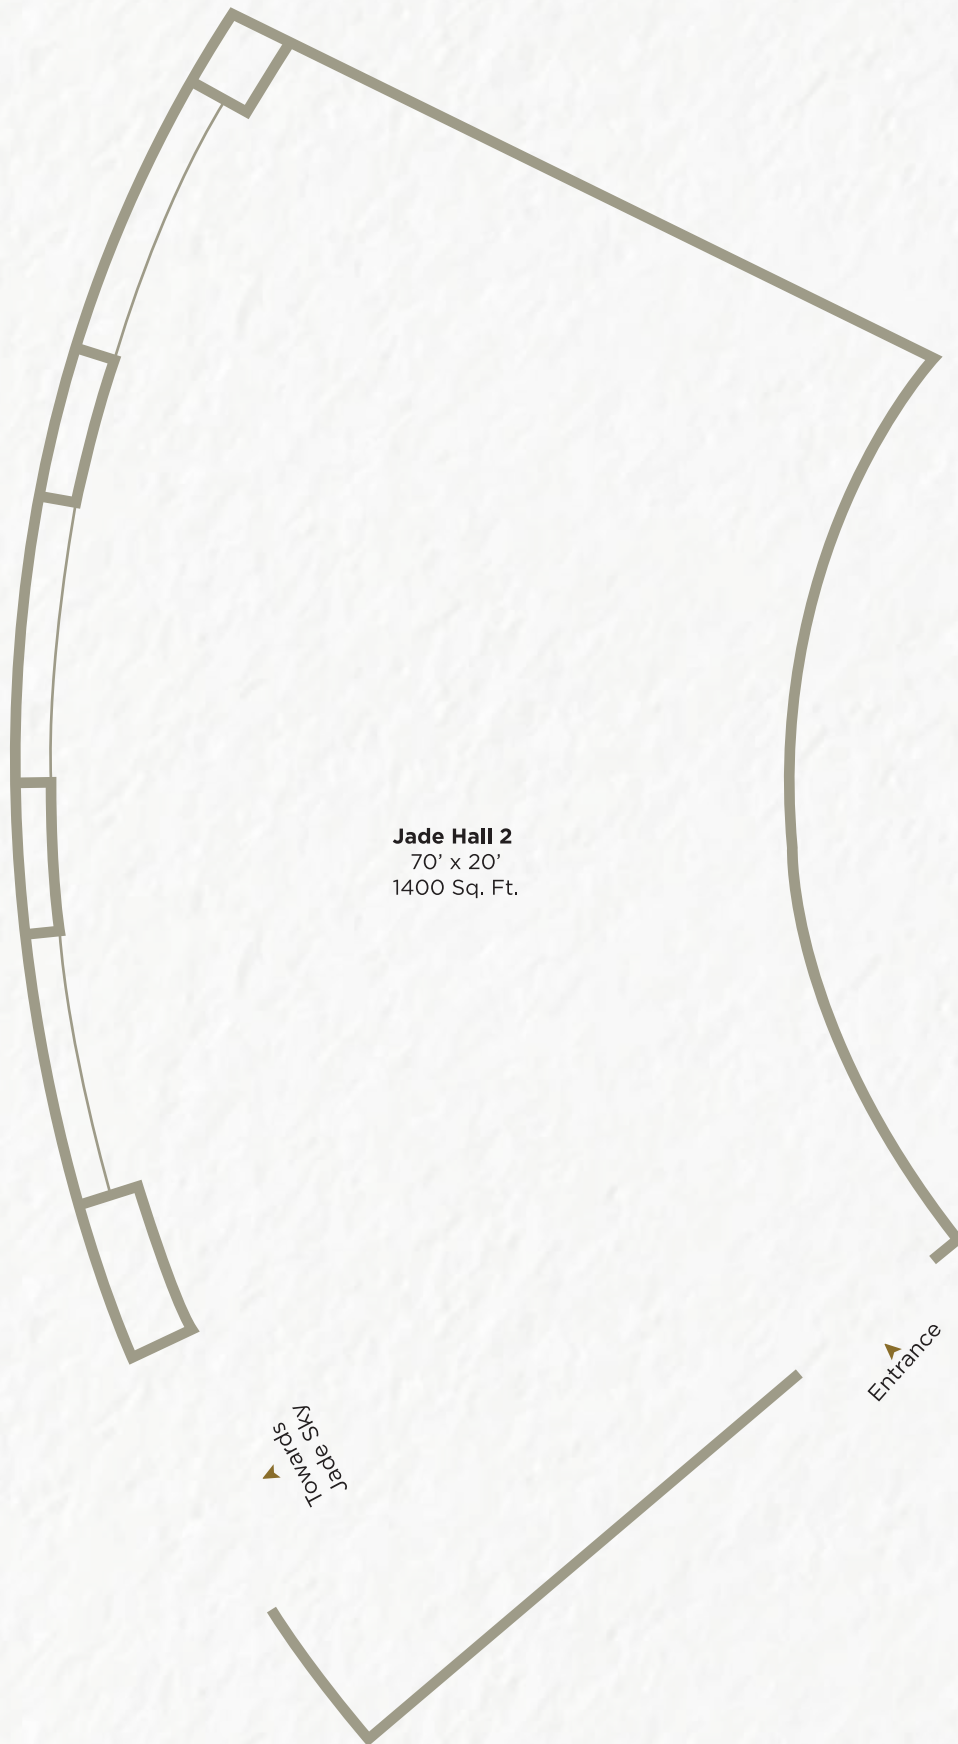 Jade Hall 2
70’ x 20’
1400 Sq. Ft.
Entrance
Towards
Jade Sky